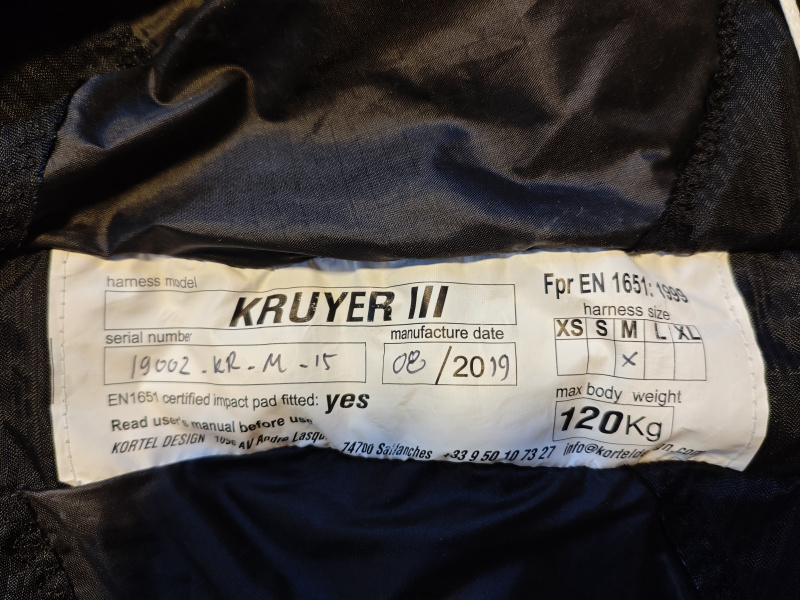 harness model
KRUYER III
Fpr EN 1651: 1999
serial number
19002-KR-M-15
manufacture date
08/2019
harness size
XS S M L XL
x
EN1651 certified impact pad fitted: yes
max body weight
120Kg
Read user's manual before use
KORTEL DESIGN AV André 74700 Sallanches +33 9 50 10 73 27